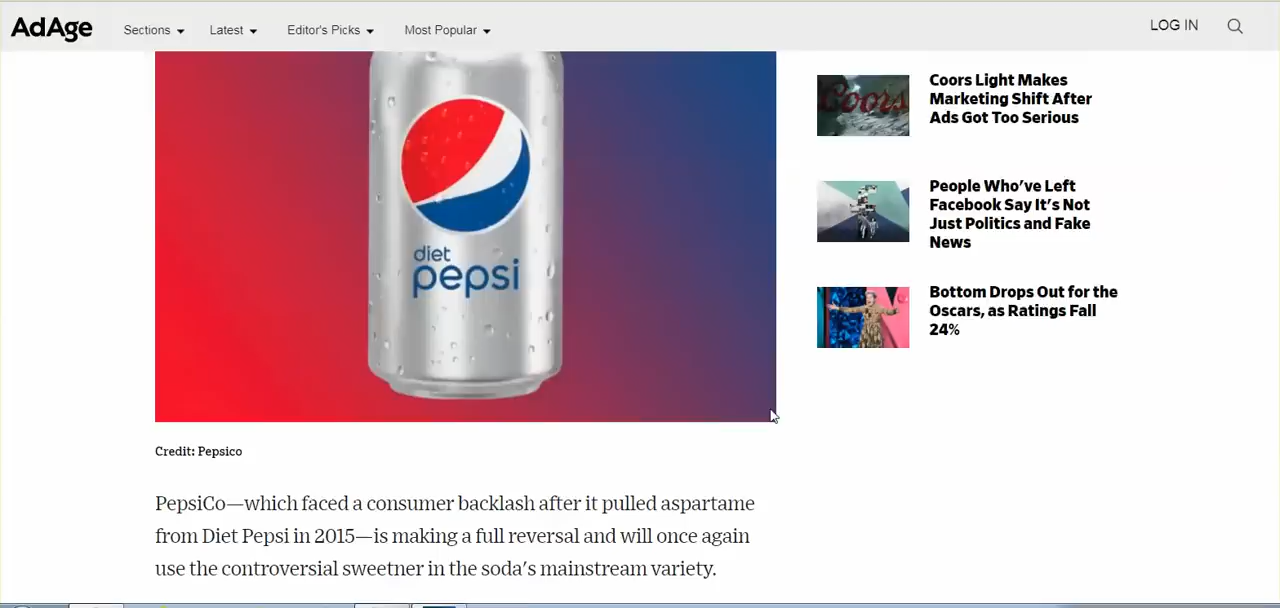 AdAge
Sections
Latest
Editor's Picks
Most Popular
LOG IN
diet
pepsi
Credit: Pepsico
PepsiCo—which faced a consumer backlash after it pulled aspartame
from Diet Pepsi in 2015—is making a full reversal and will once again
use the controversial sweetner in the soda's mainstream variety.
Coors
Coors Light Makes
Marketing Shift After
Ads Got Too Serious
People Who've Left
Facebook Say It's Not
Just Politics and Fake
News
Bottom Drops Out for the
Oscars, as Ratings Fall
24%